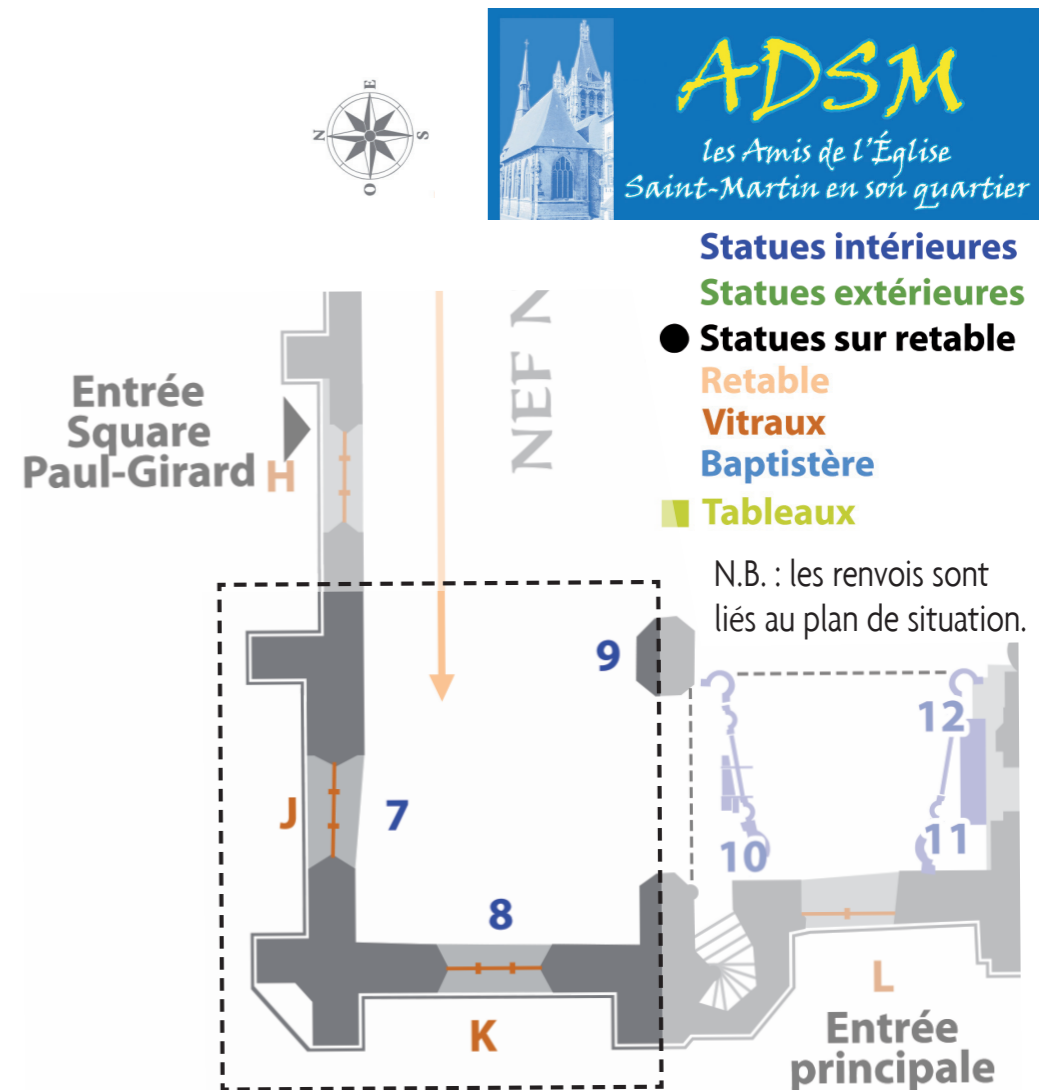 ADSM
les Amis de l'Église
Saint-Martin en son quartier
E
N
S
O
Statues intérieures
Statues extérieures
Statues sur retable
Retable
Vitraux
Baptistère
Tableaux
N.B. : les renvois sont
liés au plan de situation.
NEF N
Entrée
Square
Paul-Girard
H
9
12
J
7
10
11
8
K
L
Entrée
principale